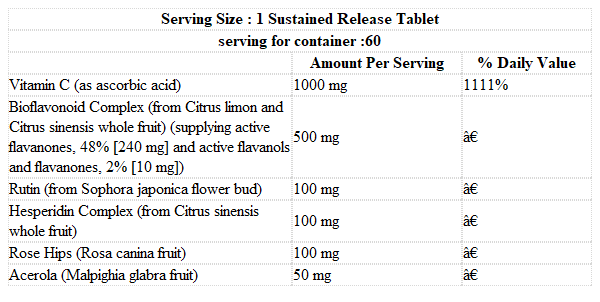 Serving Size : 1 Sustained Release Tablet
serving for container :60
Amount Per Serving % Daily Value
Vitamin C (as ascorbic acid) 1000 mg 1111%
Bioflavonoid Complex (from Citrus limon and
Citrus sinensis whole fruit) (supplying active
flavanones, 48% [240 mg] and active flavanols
and flavanones, 2% [10 mg]) 500 mg â€
Rutin (from Sophora japonica flower bud) 100 mg â€
Hesperidin Complex (from Citrus sinensis
whole fruit) 100 mg â€
Rose Hips (Rosa canina fruit) 100 mg â€
Acerola (Malpighia glabra fruit) 50 mg â€